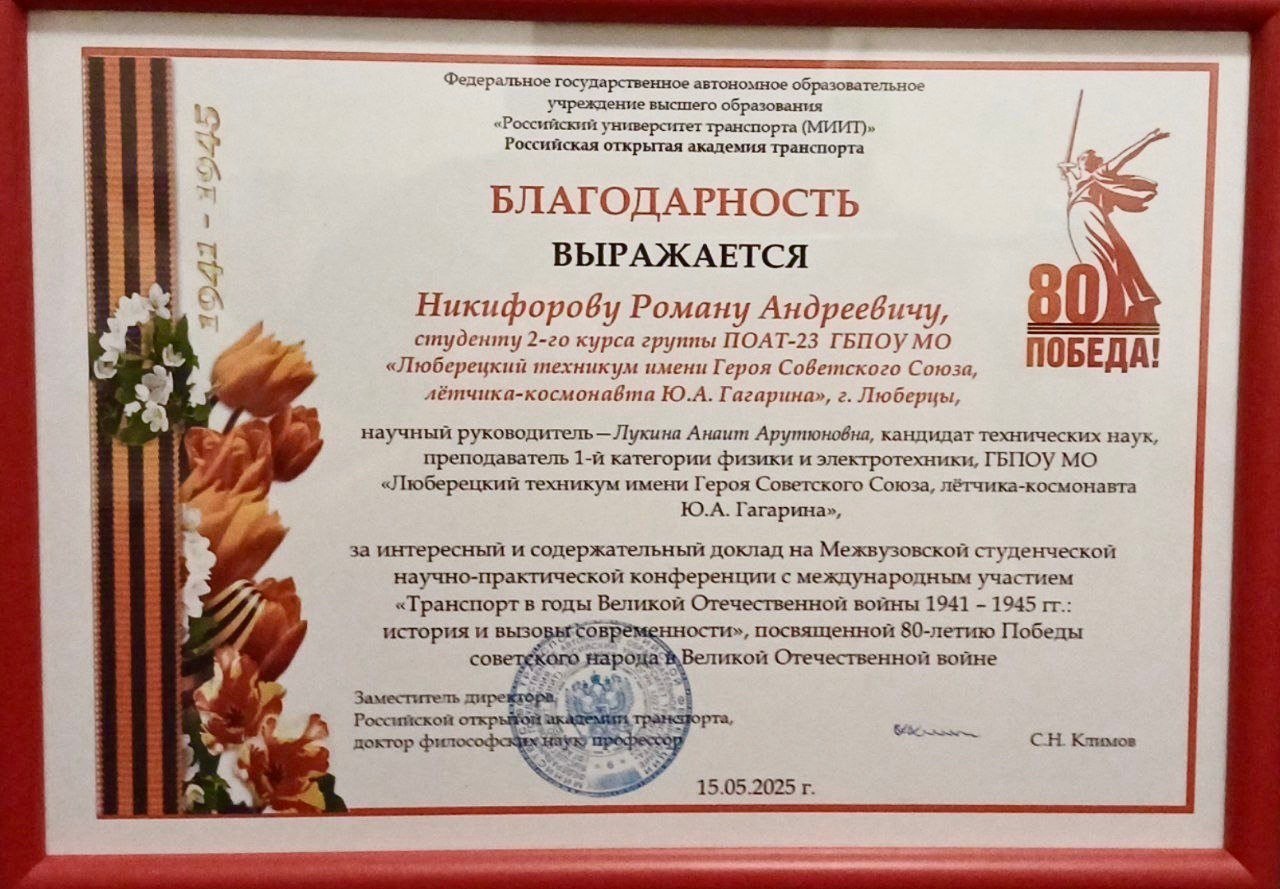 Федеральное государственное автономное образовательное
учреждение высшего образования
«Российский университет транспорта (МИИТ)»
Российская открытая академия транспорта
1941 - 1945
БЛАГОДАРНОСТЬ
ВЫРАЖАЕТСЯ
80
ПОБЕДА!
Никифорову Роману Андреевичу,
студенту 2-го курса группы ПОАТ-23 ГБПОУ МО
«Люберецкий техникум имени Героя Советского Союза,
лётчика-космонавта Ю.А. Гагарина», г. Люберцы,
научный руководитель – Лукина Анаит Арутюновна, кандидат технических наук,
преподаватель 1-й категории физики и электротехники, ГБПОУ МО
«Люберецкий техникум имени Героя Советского Союза, лётчика-космонавта
Ю.А. Гагарина»,
за интересный и содержательный доклад на Межвузовской студенческой
научно-практической конференции с международным участием
«Транспорт в годы Великой Отечественной войны 1941 – 1945 гг.:
история и вызовы современности», посвященной 80-летию Победы
советского народа в Великой Отечественной войне
Заместитель директора
Российской открытой академии транспорта,
доктор философских наук, профессор
С.Н. Климов
15.05.2025 г.